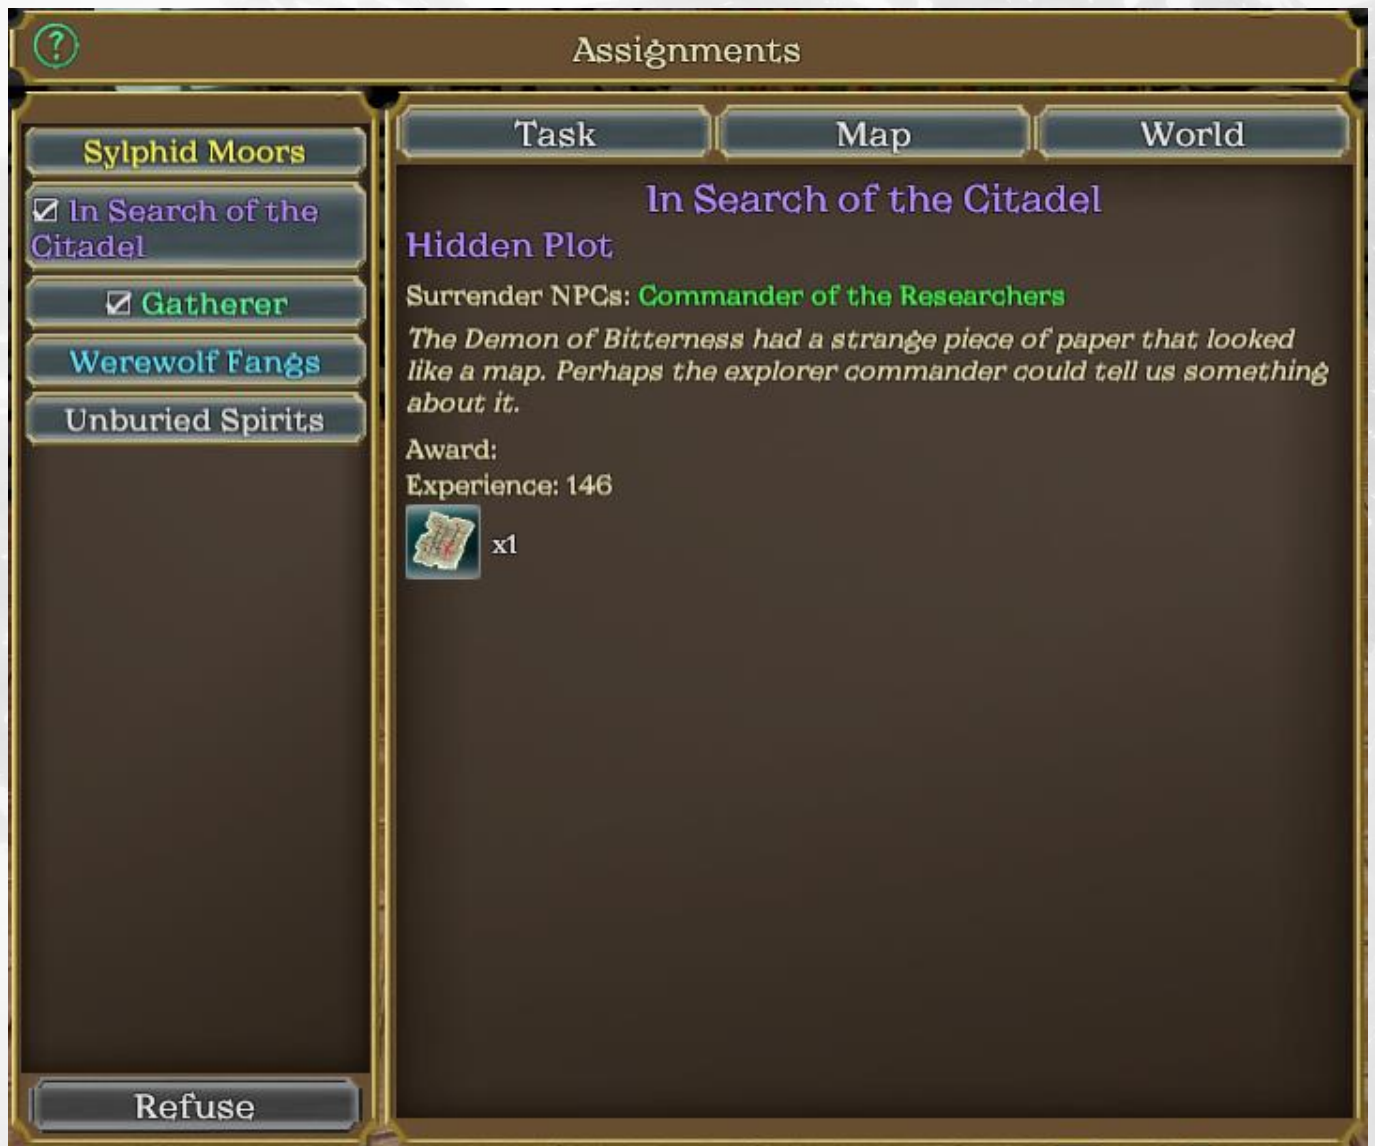 ?
Assignments
Sylphid Moors
In Search of the
Citadel
Gatherer
Werewolf Fangs
Unburied Spirits
Refuse
Task
Map
World
In Search of the Citadel
Hidden Plot
Surrender NPCs: Commander of the Researchers
The Demon of Bitterness had a strange piece of paper that looked
like a map. Perhaps the explorer commander could tell us something
about it.
Award:
Experience: 146
x1